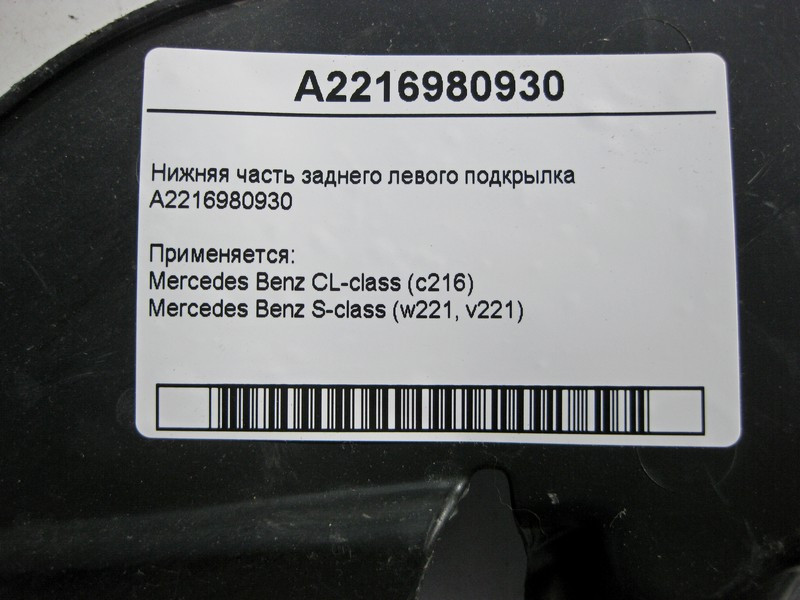 A2216980930
Нижняя часть заднего левого подкрылка
A2216980930
Применяется:
Mercedes Benz CL-class (c216)
Mercedes Benz S-class (w221, v221)